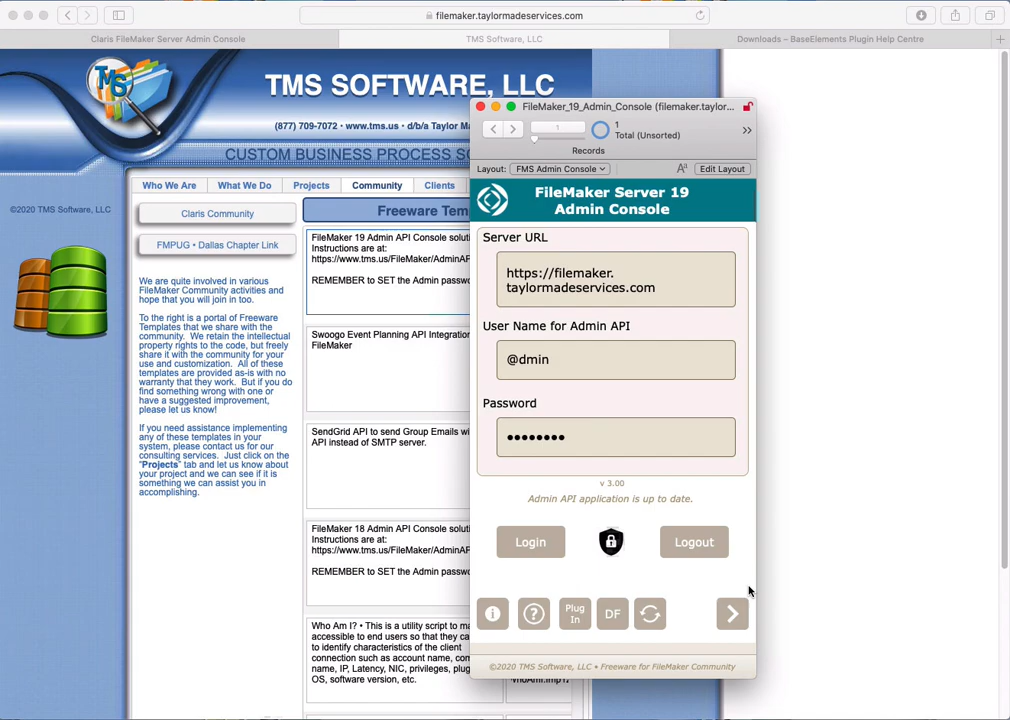 filemaker.taylormadeservices.com
Claris FileMaker Server Admin Console
TMS Software, LLC
Downloads – BaseElements Plugin Help Centre
TMS
TMS SOFTWARE, LLC
(877) 709-7072 • www.tms.us • d/b/a Taylor Ma
CUSTOM BUSINESS PROCESS SO
Who We Are
What We Do
Projects
Community
Clients
©2020 TMS Software, LLC
Claris Community
FMPUG • Dallas Chapter Link
We are quite involved in various
FileMaker Community activities and
hope that you will join in too.
To the right is a portal of Freeware
Templates that we share with the
community. We retain the intellectual
property rights to the code, but freely
share it with the community for your
use and customization. All of these
templates are provided as-is with no
warranty that they work. But if you do
find something wrong with one or
have a suggested improvement,
please let us know!
If you need assistance implementing
any of these templates in your
system, please contact us for our
consulting services. Just click on the
"Projects" tab and let us know about
your project and we can see if it is
something we can assist you in
accomplishing.
Freeware Tem
FileMaker 19 Admin API Console soluti
Instructions are at:
https://www.tms.us/FileMaker/AdminAP
REMEMBER to SET the Admin passwo
Swoogo Event Planning API Integration
FileMaker
SendGrid API to send Group Emails wi
API instead of SMTP server.
FileMaker 18 Admin API Console soluti
Instructions are at:
https://www.tms.us/FileMaker/AdminAP
REMEMBER to SET the Admin passwo
Who Am I? • This is a utility script to ma
accessible to end users so that they ca
to identify characteristics of the client
connection such as account name, com
name, IP, Latency, NIC, privileges, plug
OS, software version, etc.
FileMaker_19_Admin_Console (filemaker.taylor...
1
1
Total (Unsorted)
Records
Layout:
FMS Admin Console
Aa
Edit Layout
FileMaker Server 19
Admin Console
Server URL
https://filemaker.
taylormadeservices.com
User Name for Admin API
@dmin
Password
••••••••
v 3.00
Admin API application is up to date.
Login
Logout
i
?
Plug
In
DF
©2020 TMS Software, LLC • Freeware for FileMaker Community